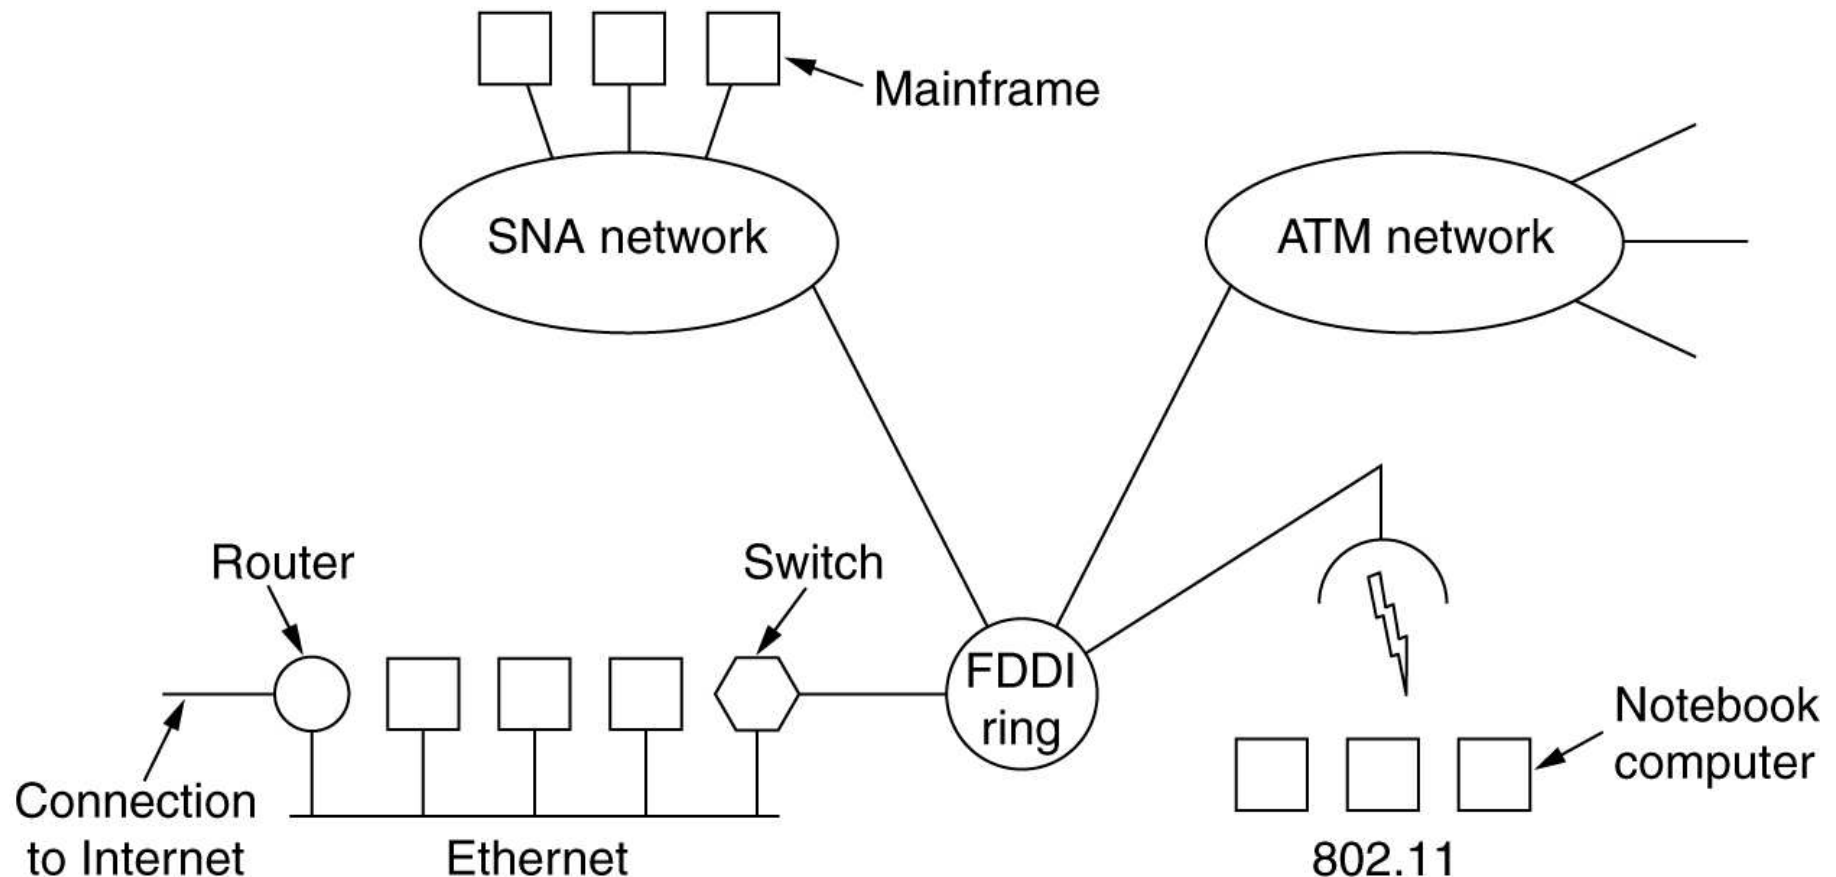 Mainframe
SNA network
ATM network
Router
Switch
FDDI
ring
Notebook
computer
Connection
to Internet
Ethernet
802.11